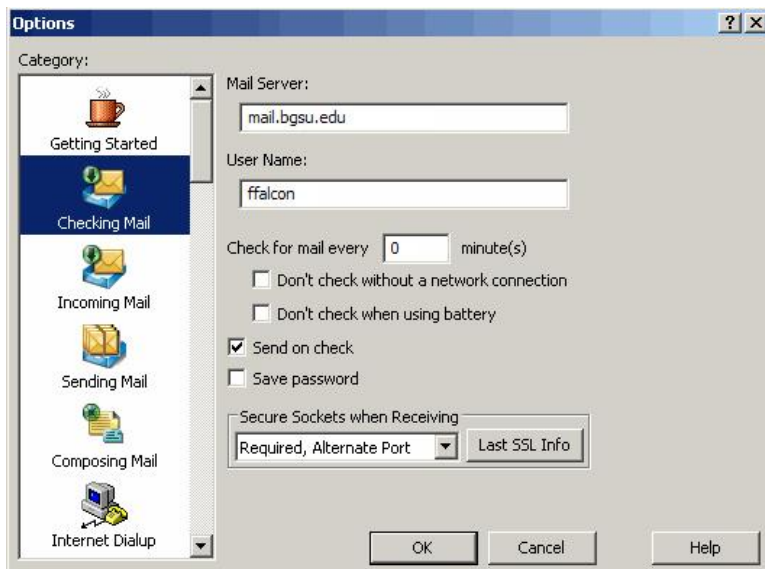 Options
Category:
Getting Started
Checking Mail
Incoming Mail
Sending Mail
Composing Mail
Internet Dialup
Mail Server:
mail.bgsu.edu
User Name:
ffalcon
Check for mail every 0 minute(s)
Don't check without a network connection
Don't check when using battery
Send on check
Save password
Secure Sockets when Receiving
Required, Alternate Port Last SSL Info
OK Cancel Help